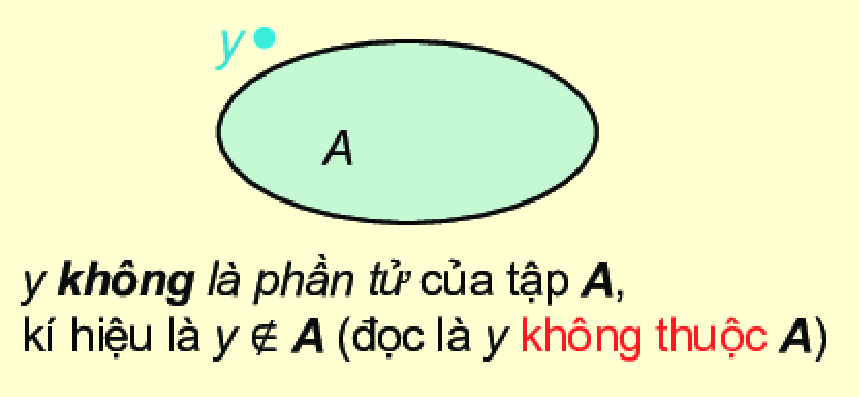 y
A
y không là phần tử của tập A,
kí hiệu là y ∉ A (đọc là y không thuộc A)